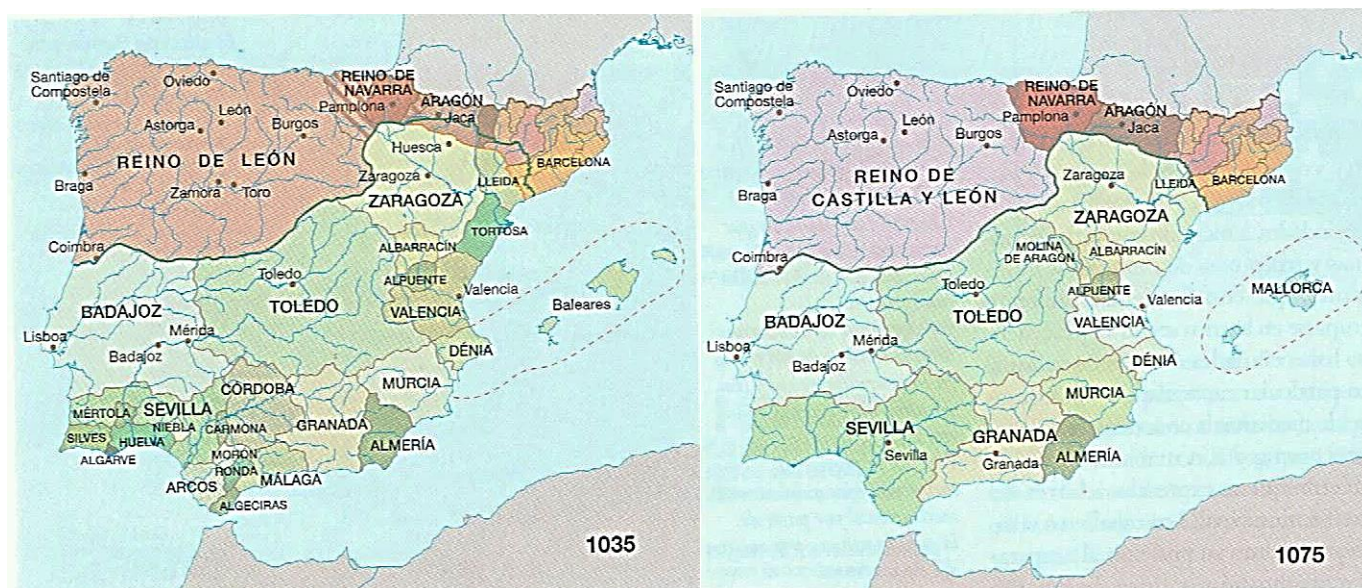 Santiago de
Compostela
Oviedo
REINO DE
NAVARRA
Pamplona
ARAGÓN
Jaca
León
Astorga
Burgos
Huesca
REINO DE LEÓN
BARCELONA
Braga
Zamora
Toro
Zaragoza
LLEIDA
ZARAGOZA
TORTOSA
Coimbra
ALBARRACÍN
Toledo
ALPUENTE
Valencia
Baleares
BADAJOZ
TOLEDO
VALENCIA
Lisboa
Mérida
Badajoz
DÉNIA
CÓRDOBA
MURCIA
MÉRTOLA
SEVILLA
NIEBLA
CARMONA
GRANADA
SILVES
HUELVA
ALMERÍA
ALGARVE
MORÓN
RONDA
ARCOS
MÁLAGA
ALGECIRAS
1035
Santiago de
Compostela
Oviedo
REINO DE
NAVARRA
Pamplona
ARAGÓN
Jaca
León
Astorga
Burgos
REINO DE
CASTILLA Y LEÓN
Braga
Zaragoza
LLEIDA
BARCELONA
ZARAGOZA
Coimbra
MOLINA
DE ARAGÓN
ALBARRACÍN
Toledo
ALPUENTE
MALLORCA
BADAJOZ
TOLEDO
Valencia
VALENCIA
Lisboa
Mérida
Badajoz
DÉNIA
MURCIA
SEVILLA
Sevilla
GRANADA
Granada
ALMERÍA
1075